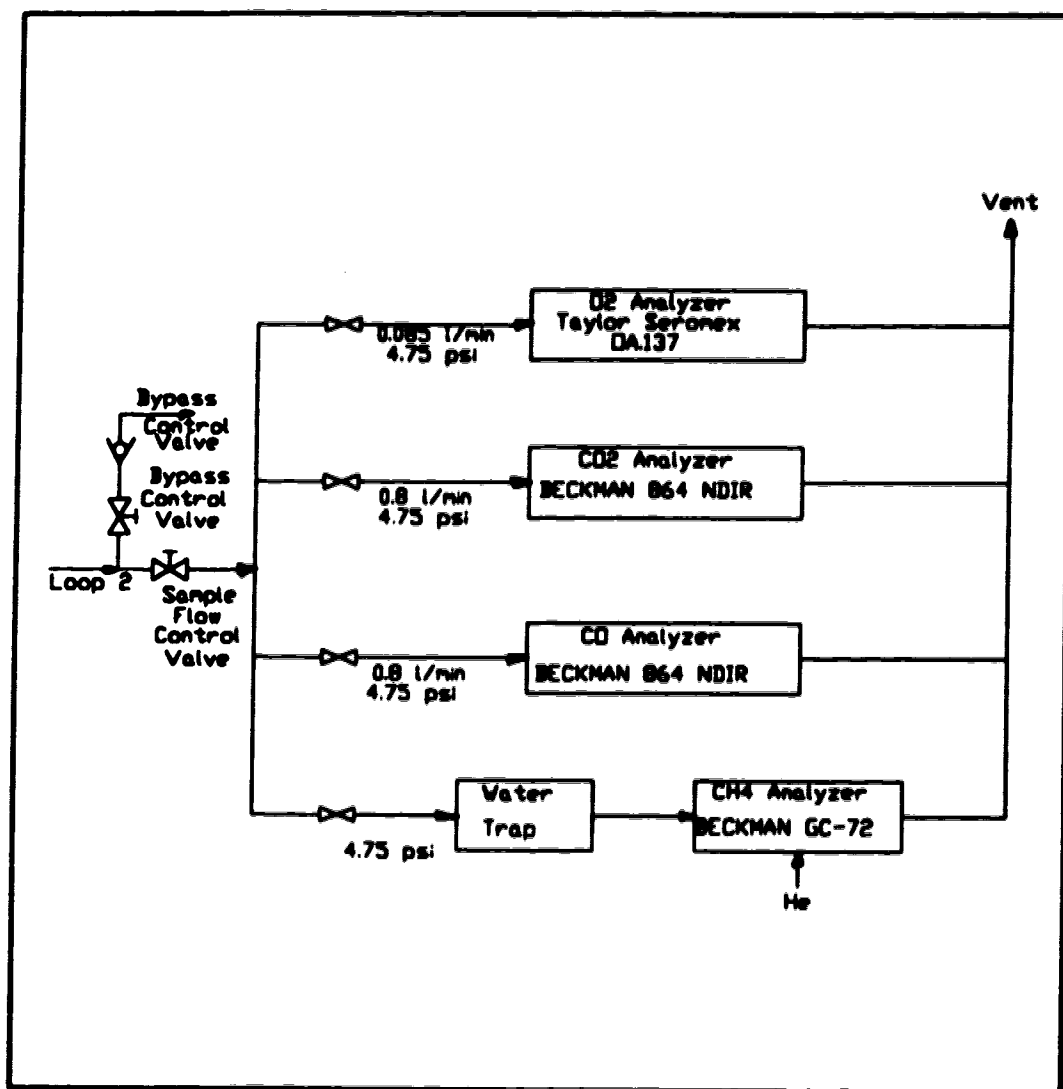 Vent
O2 Analyzer
Taylor Seromex
OA.137
0.085 l/min
4.75 psi
Bypass
Control
Valve
Bypass
Control
Valve
CO2 Analyzer
BECKMAN 864 NDIR
0.8 l/min
4.75 psi
Loop 2
Sample
Flow
Control
Valve
CO Analyzer
BECKMAN 864 NDIR
0.8 l/min
4.75 psi
Water
Trap
CH4 Analyzer
BECKMAN GC-72
4.75 psi
He